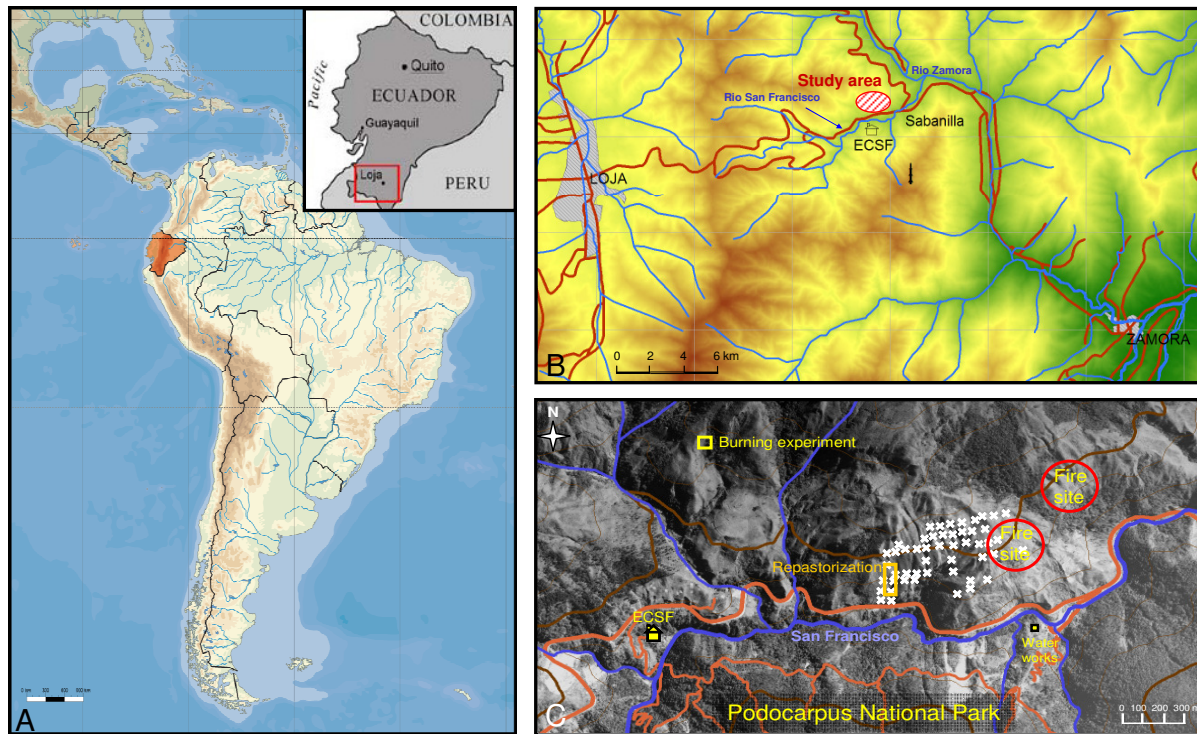 COLOMBIA
Pacific
Quito
ECUADOR
Guayaquil
Loja
PERU
0 km
A
Rio Zamora
Study area
Rio San Francisco
Sabanilla
ECSF
LOJA
ZAMORA
0 2 4 6 km
B
N
Burning experiment
Fire
site
Fire
site
Repastorization
ECSF
San Francisco
Water
works
Podocarpus National Park
0 100 200 300 m
C